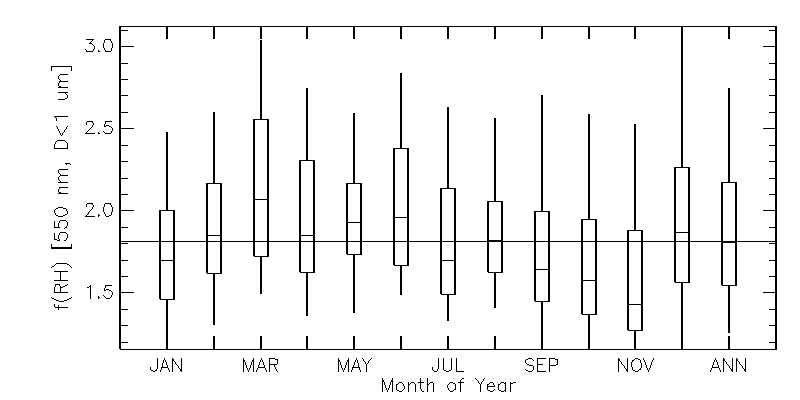 f(RH) [550 nm, D<1 um]
3.0
2.5
2.0
1.5
JAN MAR MAY JUL SEP NOV ANN
Month of Year